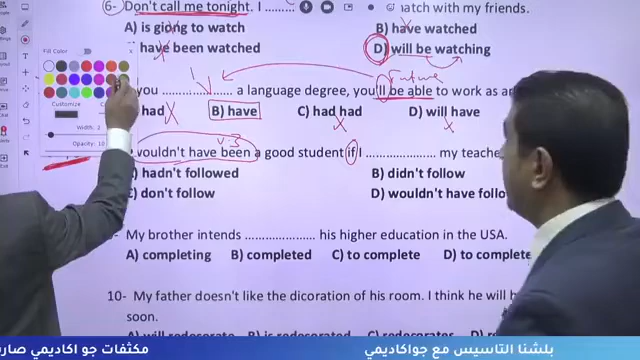 6- Don't call me tonight. I match with my friends.
A) is going to watch B) have watched
have been watched D) will be watching
future
you .................. a language degree, you'll be able to work as
had B) have C) had had D) will have
v.3
wouldn't have been a good student if I ...................... my
A) hadn't followed B) didn't follow
don't follow D) wouldn't have
My brother intends .................... his higher education in the USA.
A) completing B) completed C) to complete D) to
10- My father doesn't like the dicoration of his room. I think he will
soon.
A) will redecorate B) is redecorated C) redecorates
Fill Color
Customize
Width: 2
Opacity: 10
بلشنا التاسيس مع جواكاديمي
مكثفات جو اكاديمي